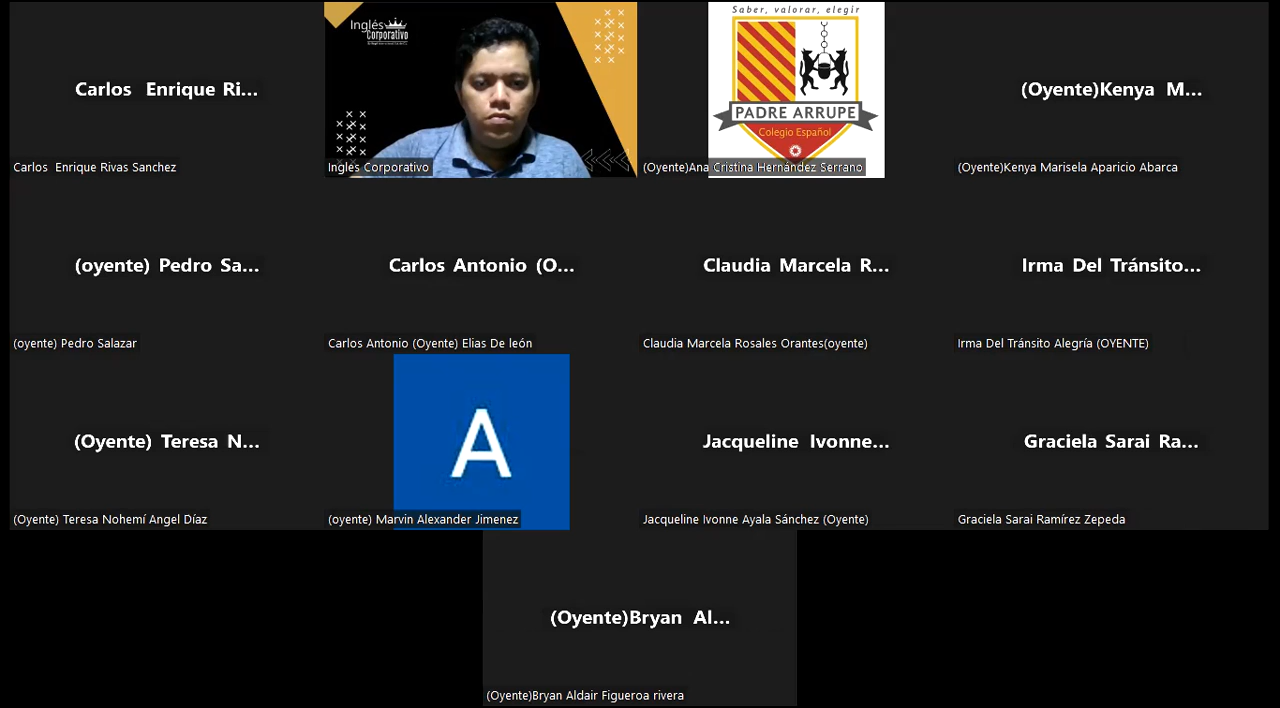 Carlos Enrique Ri...
Carlos Enrique Rivas Sanchez
Inglés
Corporativo
Inglés Corporativo
Saber, valorar, elegir
PADRE ARRUPE
Colegio Español
(Oyente)Ana Cristina Hernández Serrano
(Oyente)Kenya M...
(Oyente)Kenya Marisela Aparicio Abarca
(oyente) Pedro Sa...
(oyente) Pedro Salazar
Carlos Antonio (O...
Carlos Antonio (Oyente) Elias De león
Claudia Marcela R...
Claudia Marcela Rosales Orantes(oyente)
Irma Del Tránsito...
Irma Del Tránsito Alegría (OYENTE)
(Oyente) Teresa N...
(Oyente) Teresa Nohemí Angel Díaz
A
(oyente) Marvin Alexander Jimenez
Jacqueline Ivonne...
Jacqueline Ivonne Ayala Sánchez (Oyente)
Graciela Sarai Ra...
Graciela Sarai Ramírez Zepeda
(Oyente)Bryan Al...
(Oyente)Bryan Aldair Figueroa rivera